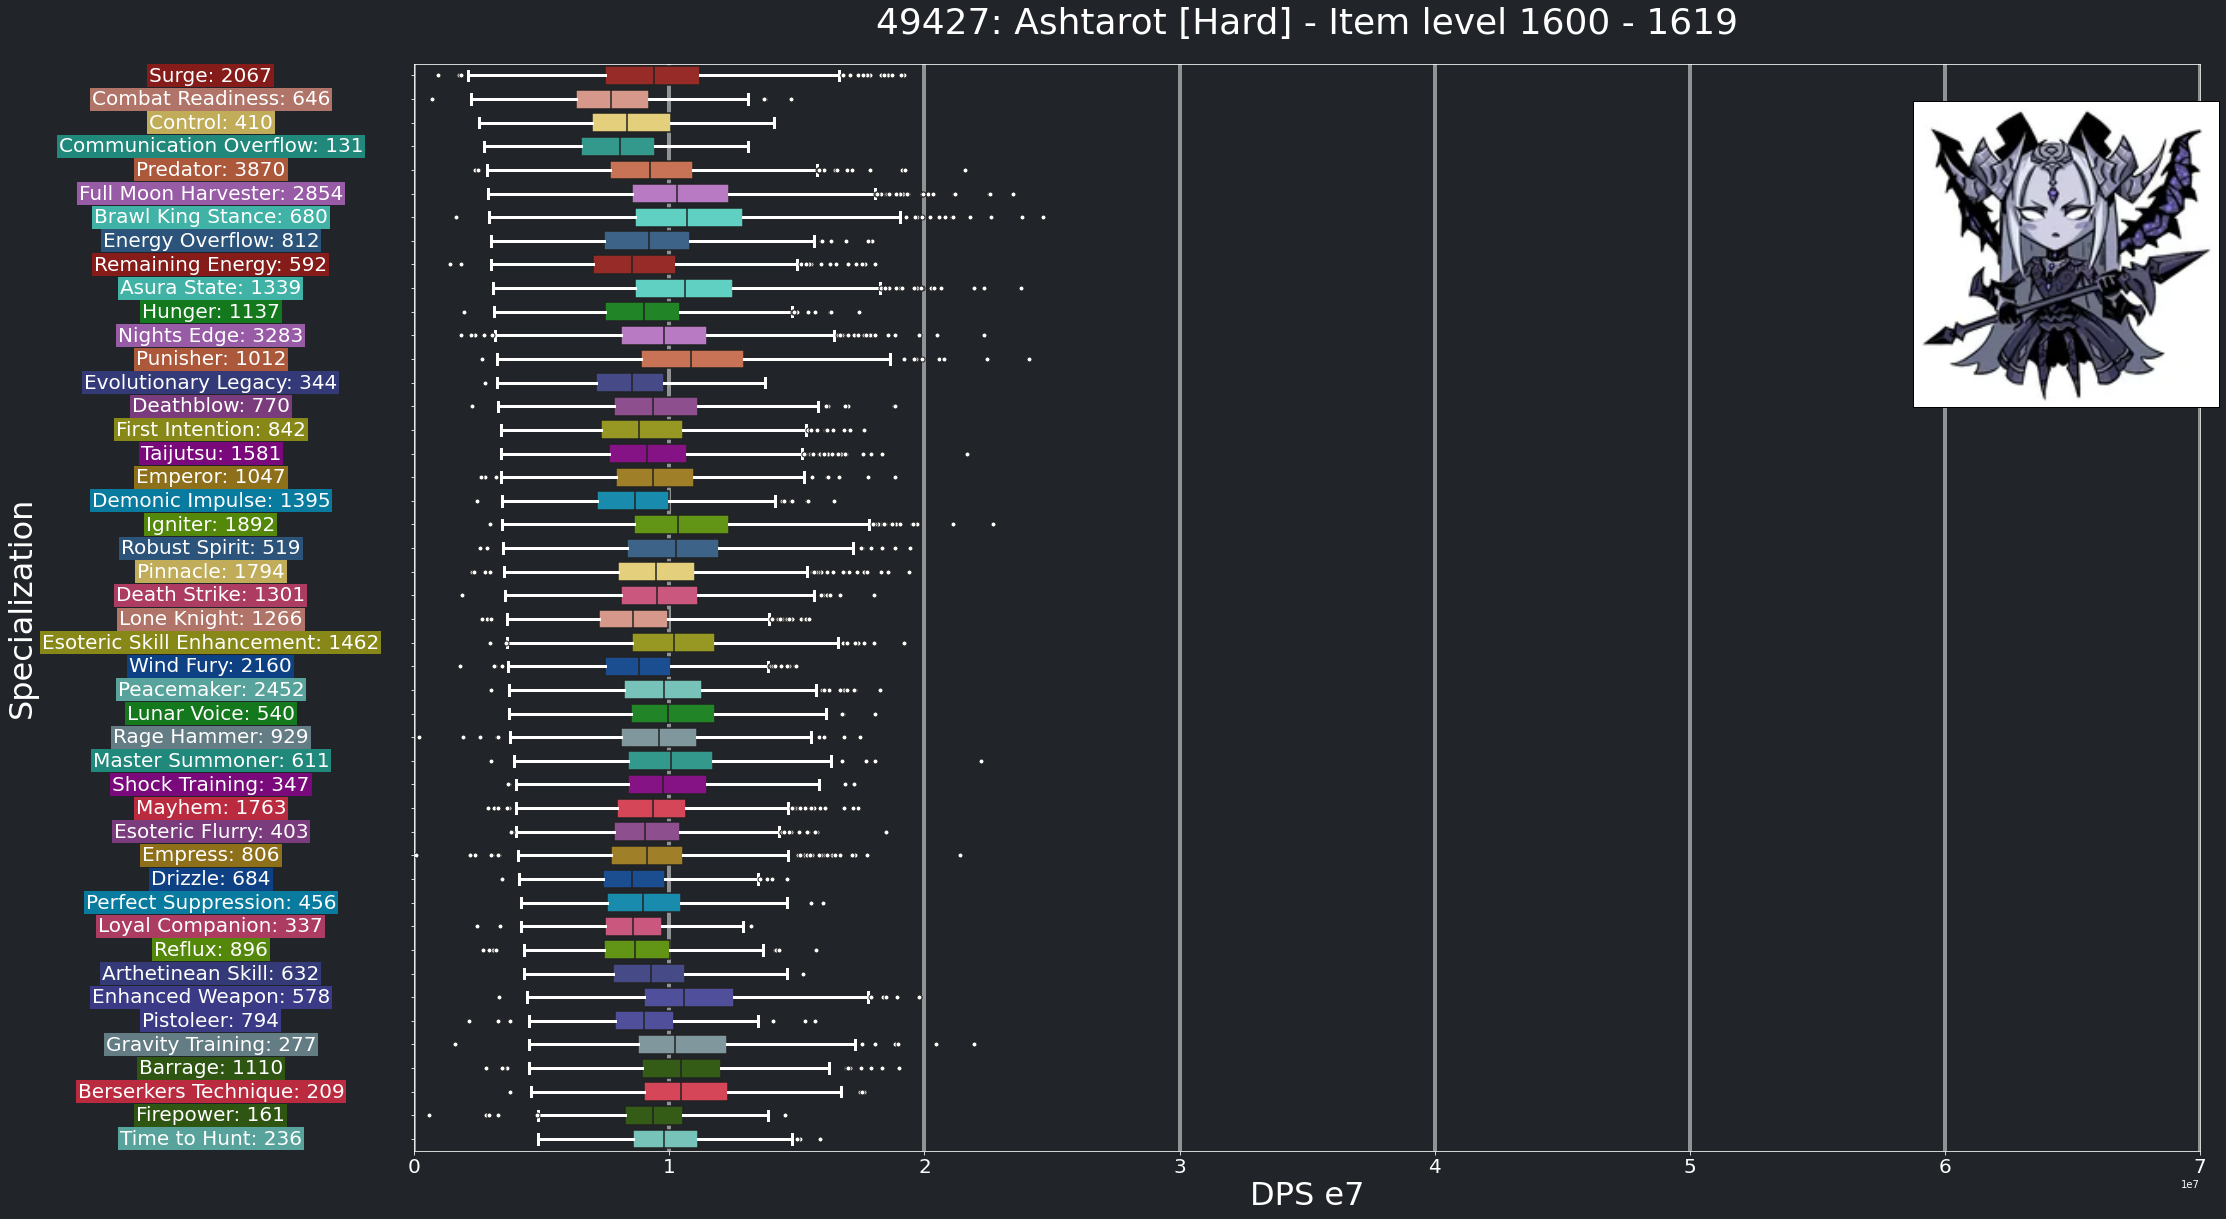 49427: Ashtarot [Hard] - Item level 1600 - 1619
Specialization
Surge: 2067
Combat Readiness: 646
Control: 410
Communication Overflow: 131
Predator: 3870
Full Moon Harvester: 2854
Brawl King Stance: 680
Energy Overflow: 812
Remaining Energy: 592
Asura State: 1339
Hunger: 1137
Nights Edge: 3283
Punisher: 1012
Evolutionary Legacy: 344
Deathblow: 770
First Intention: 842
Taijutsu: 1581
Emperor: 1047
Demonic Impulse: 1395
Igniter: 1892
Robust Spirit: 519
Pinnacle: 1794
Death Strike: 1301
Lone Knight: 1266
Esoteric Skill Enhancement: 1462
Wind Fury: 2160
Peacemaker: 2452
Lunar Voice: 540
Rage Hammer: 929
Master Summoner: 611
Shock Training: 347
Mayhem: 1763
Esoteric Flurry: 403
Empress: 806
Drizzle: 684
Perfect Suppression: 456
Loyal Companion: 337
Reflux: 896
Arthetinean Skill: 632
Enhanced Weapon: 578
Pistoleer: 794
Gravity Training: 277
Barrage: 1110
Berserkers Technique: 209
Firepower: 161
Time to Hunt: 236
0 1 2 3 4 5 6 7
1e7
DPS e7